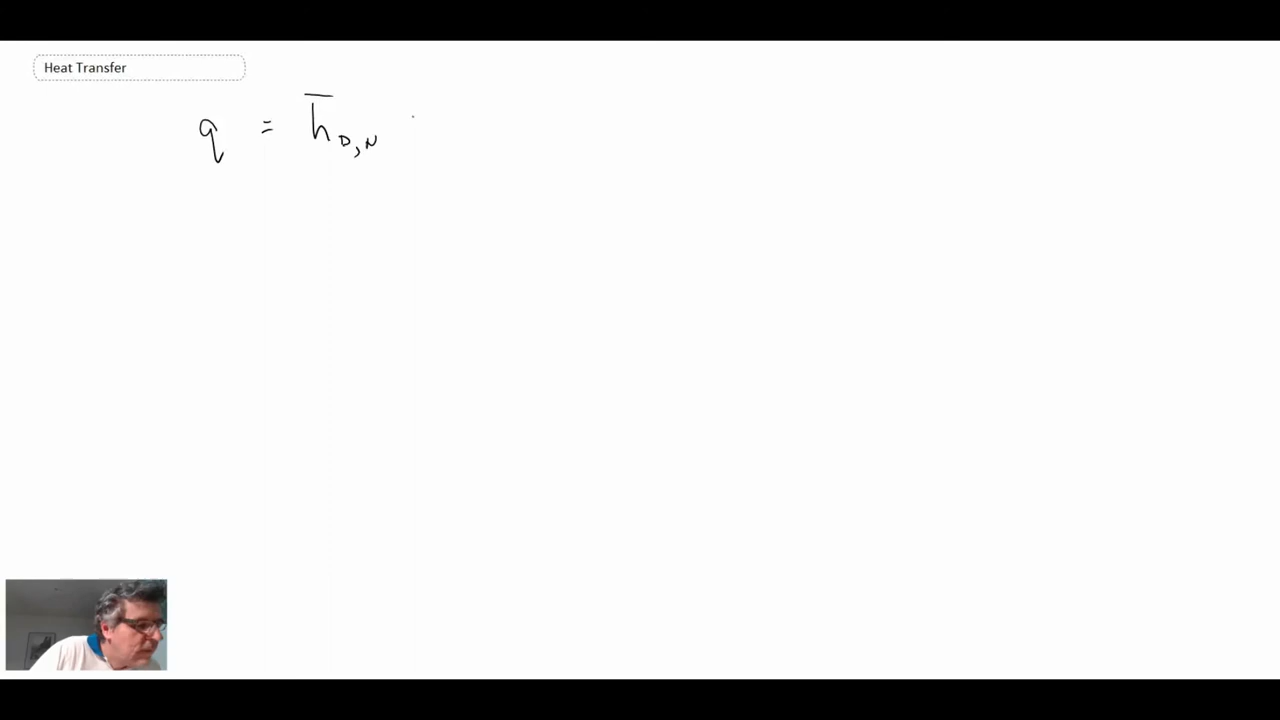 Heat Transfer
q = h̅ D,N